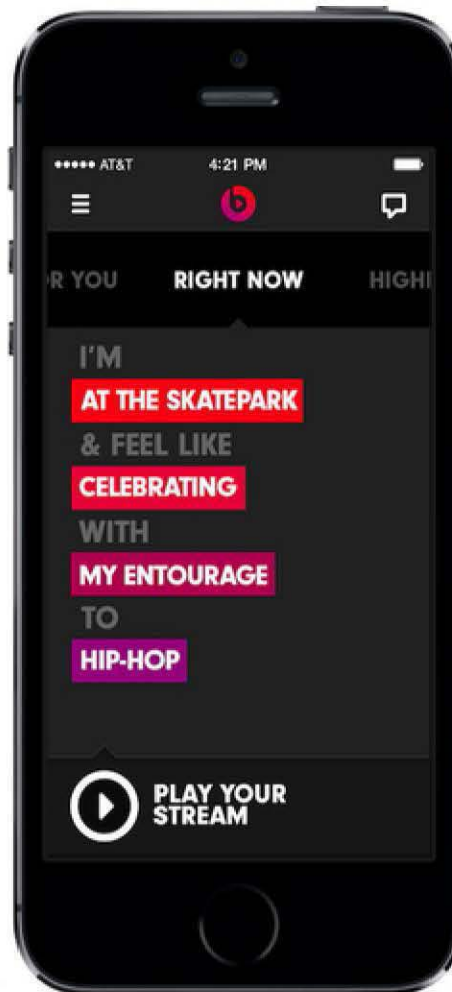 AT&T 4:21 PM
R YOU RIGHT NOW HIGH
I'M
AT THE SKATEPARK
& FEEL LIKE
CELEBRATING
WITH
MY ENTOURAGE
TO
HIP-HOP
PLAY YOUR
STREAM